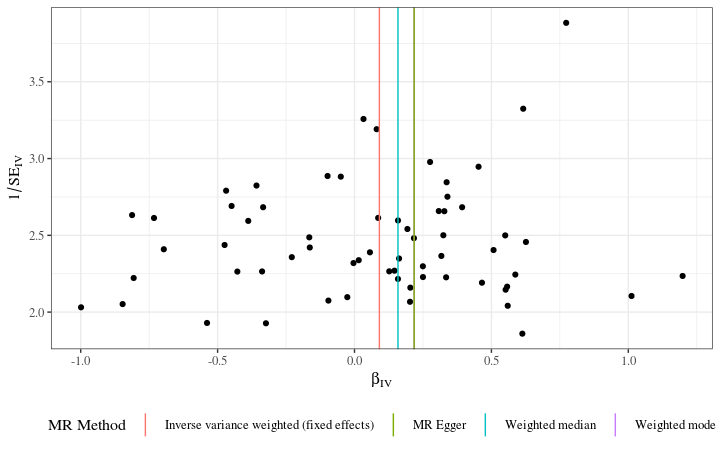 3.5
3.0
2.5
2.0
1/SE_IV
-1.0 -0.5 0.0 0.5 1.0
β_IV
MR Method Inverse variance weighted (fixed effects) MR Egger Weighted median Weighted mode